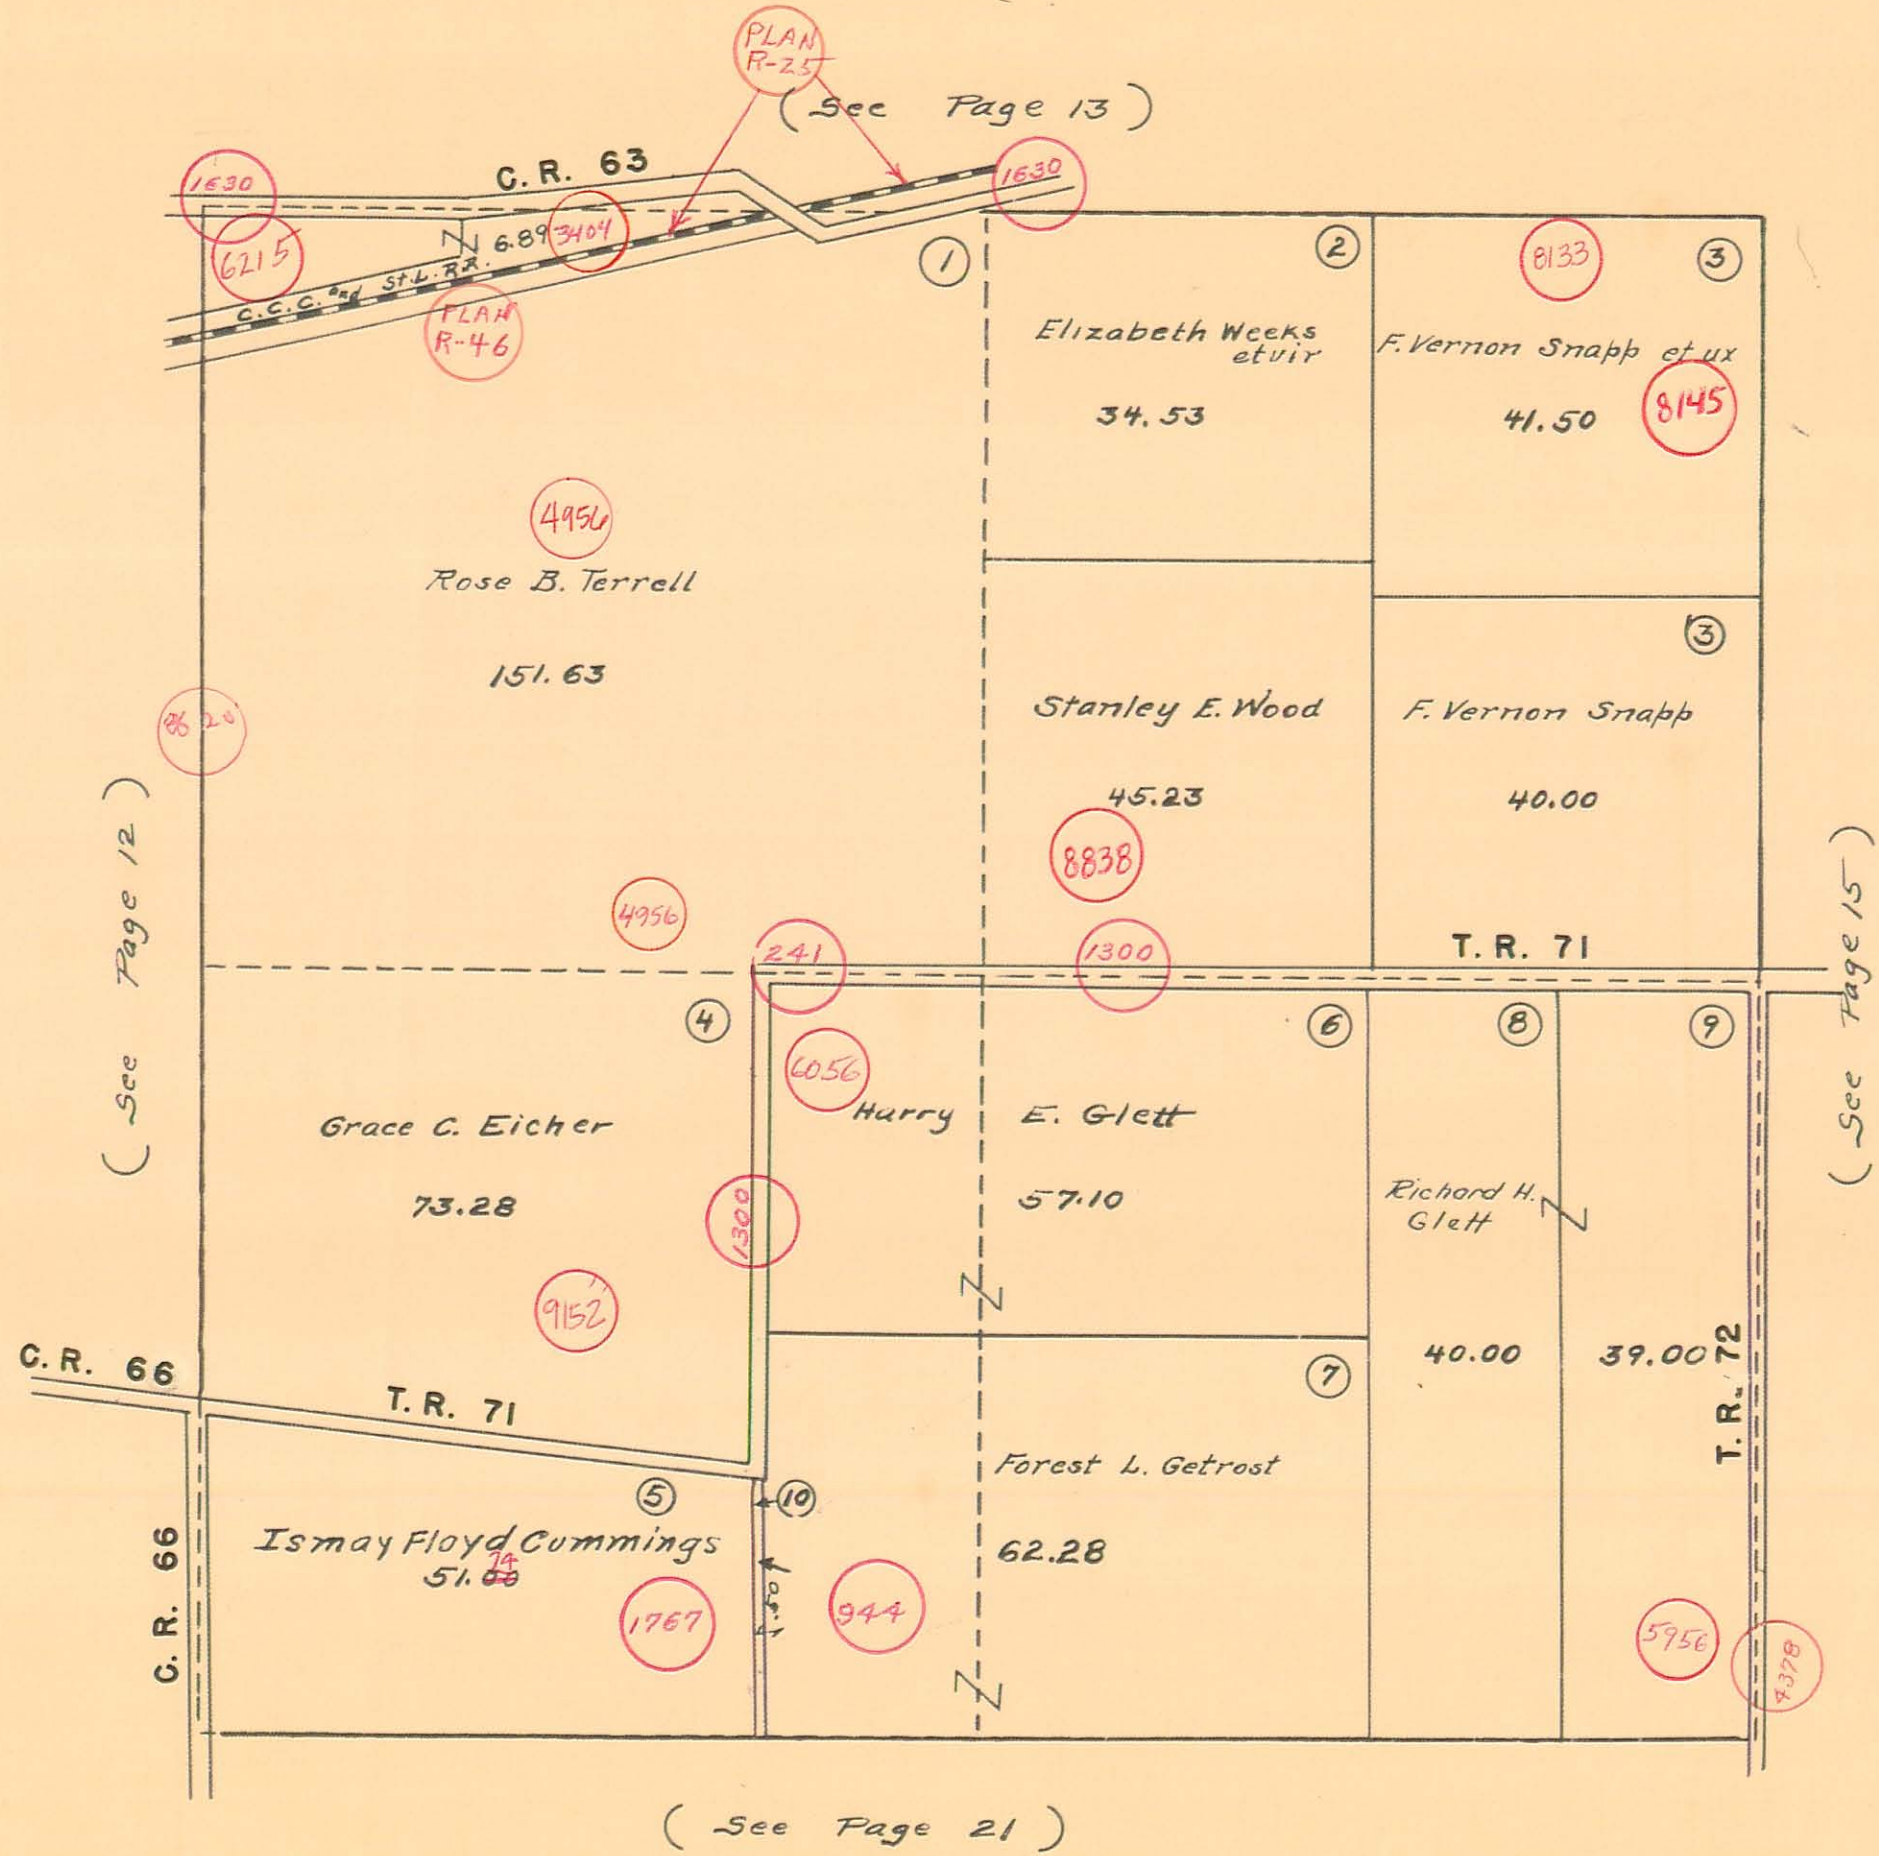 PLAN
R-25
( See Page 13 )
C. R. 63
1630
1630
6215
6.89
3404
C.C.C. and St.L. R.R.
PLAN
R-46
1
2
8133
3
Elizabeth Weeks
et vir
34.53
F. Vernon Snapp et ux
8145
41.50
4956
Rose B. Terrell
151.63
3
Stanley E. Wood
45.23
8838
F. Vernon Snapp
40.00
( See Page 12 )
( See Page 15 )
4956
241
1300
T. R. 71
4
6
8
9
6056
Grace C. Eicher
73.28
1300
9152
Harry E. Glett
57.10
Richard H.
Glett
40.00
39.00
T. R. 72
C. R. 66
T. R. 71
7
Forest L. Getrost
62.28
5
10
Ismay Floyd Cummings
74
51.00
1767
944
C. R. 66
5956
4378
( See Page 21 )